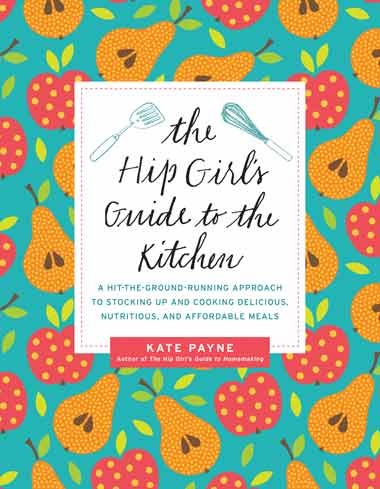 the
Hip Girl's
Guide to the
Kitchen
A HIT-THE-GROUND-RUNNING APPROACH
TO STOCKING UP AND COOKING DELICIOUS,
NUTRITIOUS, AND AFFORDABLE MEALS
KATE PAYNE
Author of The Hip Girl's Guide to Homemaking